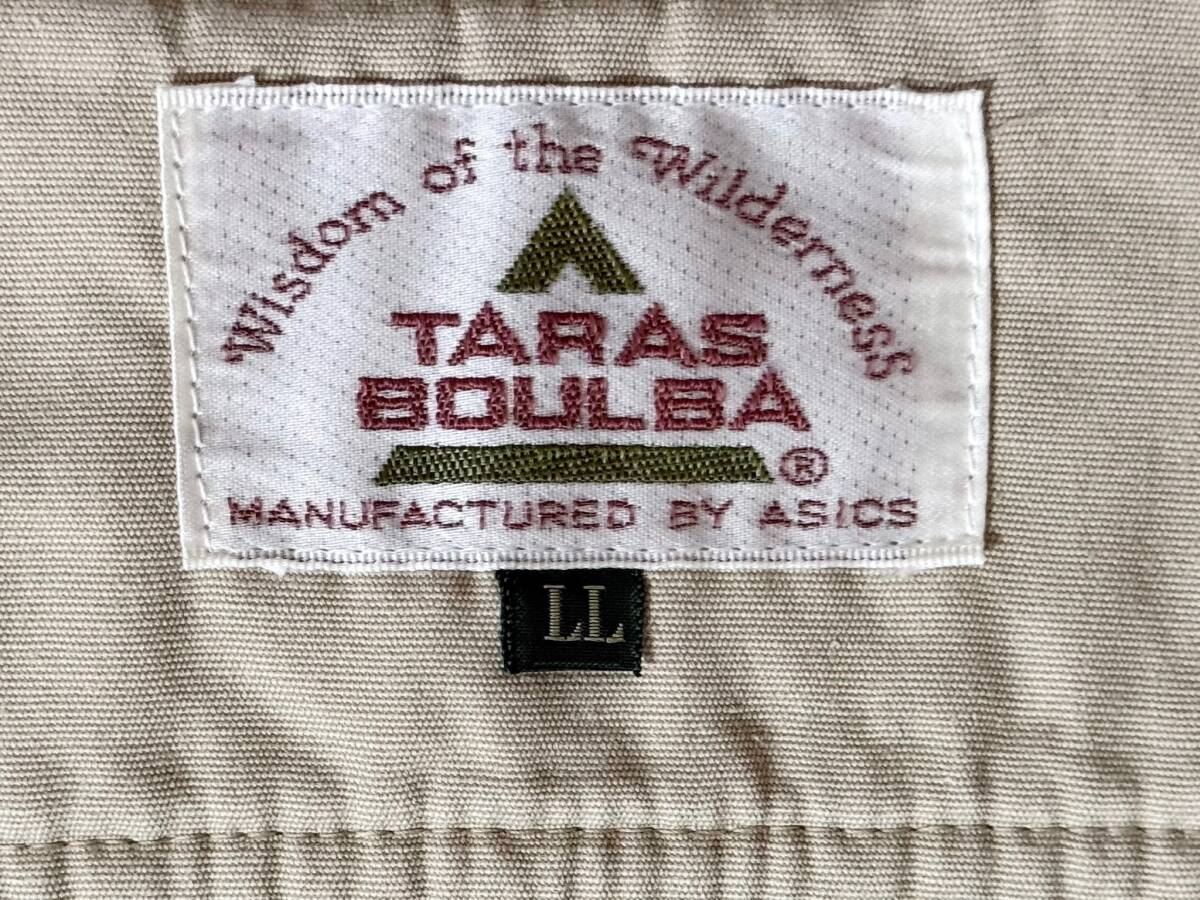 Wisdom of the Wilderness
TARAS
BOULBA®
MANUFACTURED BY ASICS
LL